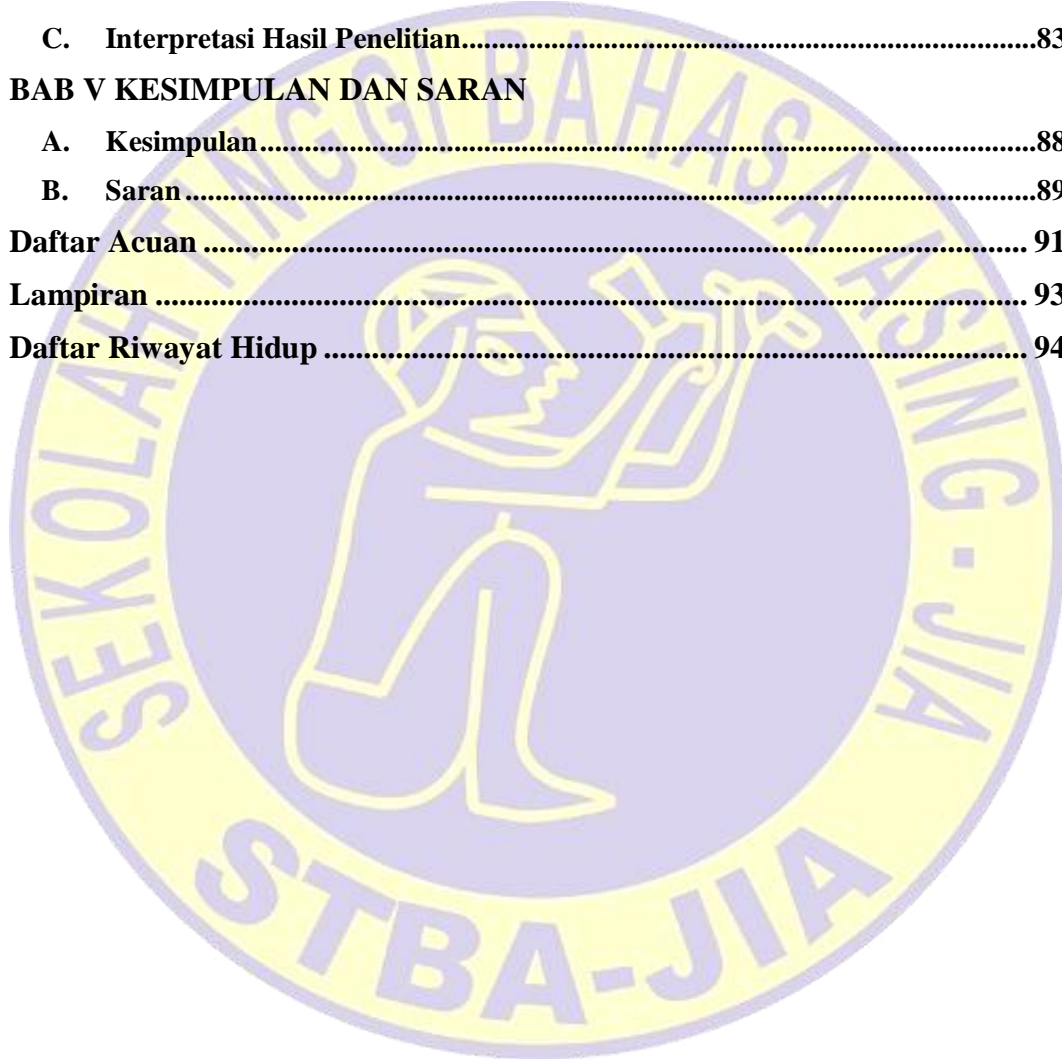 C. Interpretasi Hasil Penelitian.......................................................................... 83
BAB V KESIMPULAN DAN SARAN
A. Kesimpulan.................................................................................................... 88
B. Saran.............................................................................................................. 89
Daftar Acuan.......................................................................................................... 91
Lampiran................................................................................................................ 93
Daftar Riwayat Hidup............................................................................................ 94
SEKOLAH TINGGI BAHASA ASING - JIA
STBA-JIA